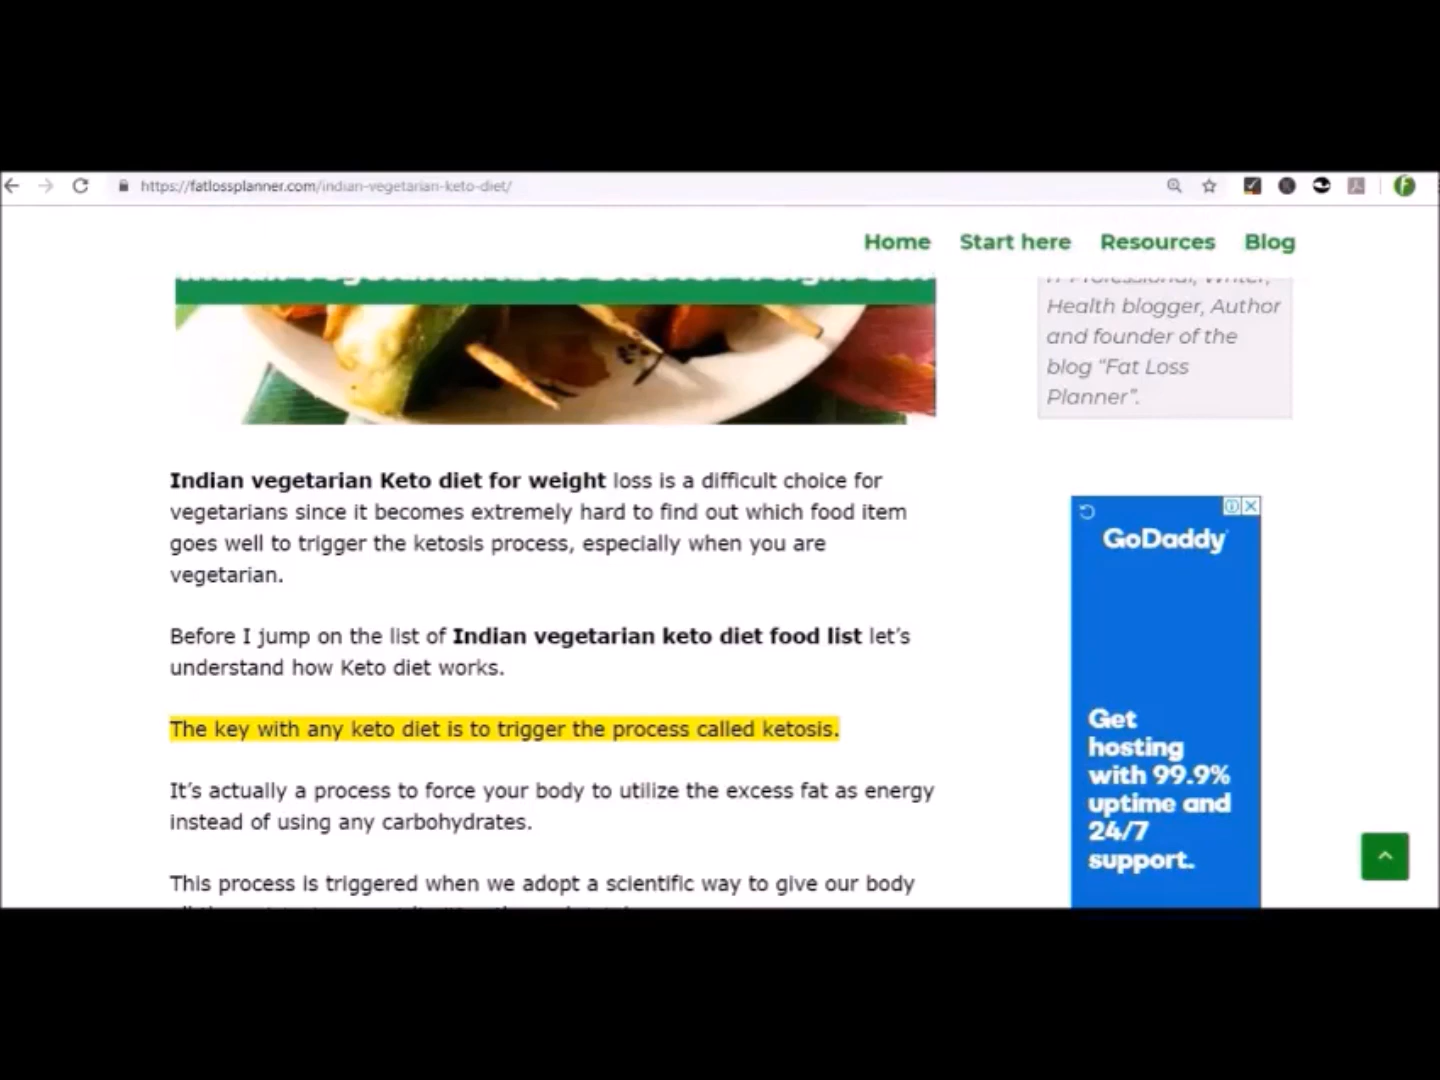 https://fatlossplanner.com/indian-vegetarian-keto-diet/
Home Start here Resources Blog
Health blogger, Author
and founder of the
blog “Fat Loss
Planner”.
Indian vegetarian Keto diet for weight loss is a difficult choice for
vegetarians since it becomes extremely hard to find out which food item
goes well to trigger the ketosis process, especially when you are
vegetarian.
Before I jump on the list of Indian vegetarian keto diet food list let’s
understand how Keto diet works.
The key with any keto diet is to trigger the process called ketosis.
It’s actually a process to force your body to utilize the excess fat as energy
instead of using any carbohydrates.
This process is triggered when we adopt a scientific way to give our body
GoDaddy
Get
hosting
with 99.9%
uptime and
24/7
support.